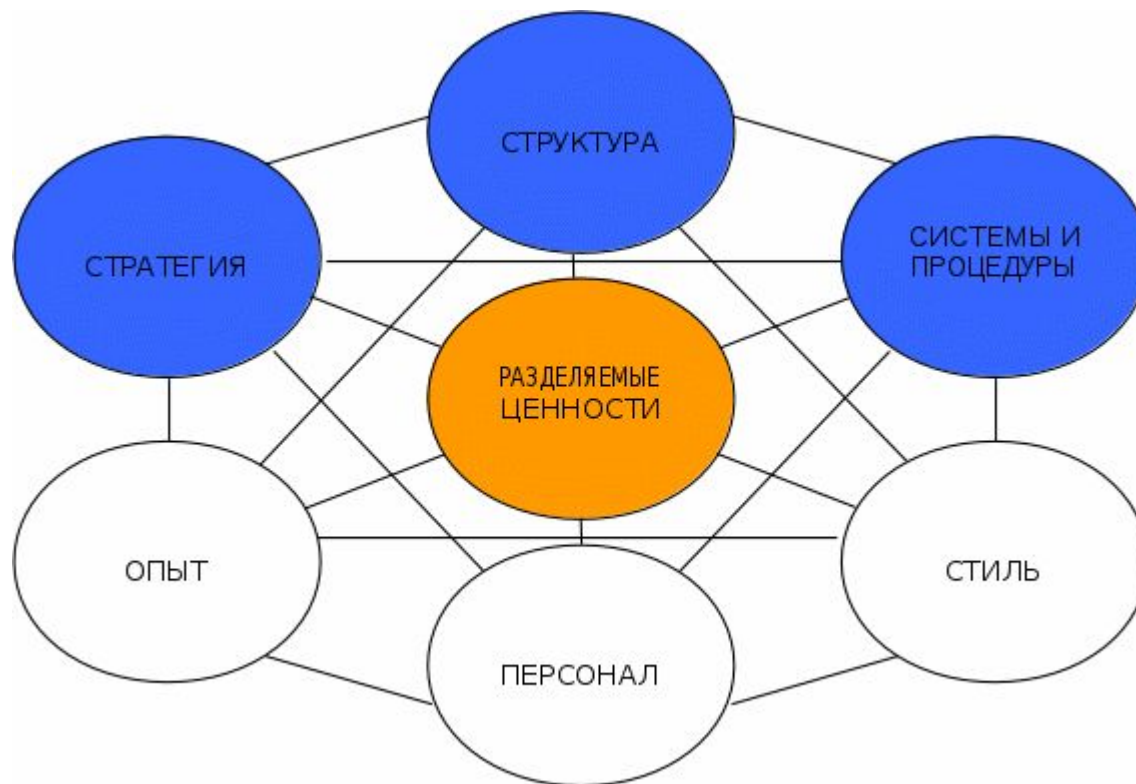 СТРУКТУРА
СТРАТЕГИЯ
СИСТЕМЫ И
ПРОЦЕДУРЫ
РАЗДЕЛЯЕМЫЕ
ЦЕННОСТИ
ОПЫТ
СТИЛЬ
ПЕРСОНАЛ